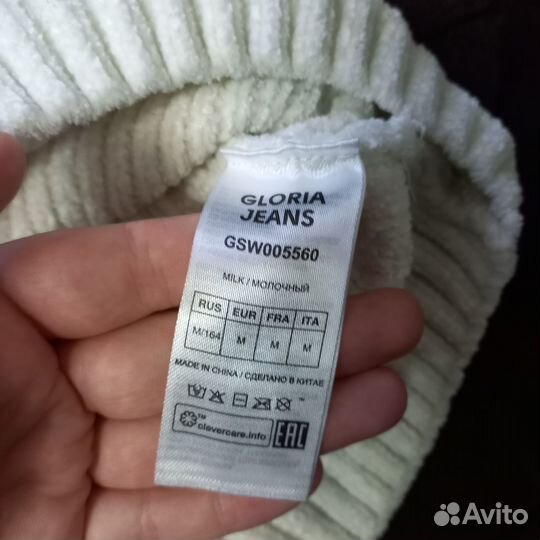 GLORIA
JEANS
GSW005560
MILK / МОЛОЧНЫЙ
RUS EUR FRA ITA
M/164 M M M
MADE IN CHINA / СДЕЛАНО В КИТАЕ
™
clevercare.info
EAC
Avito